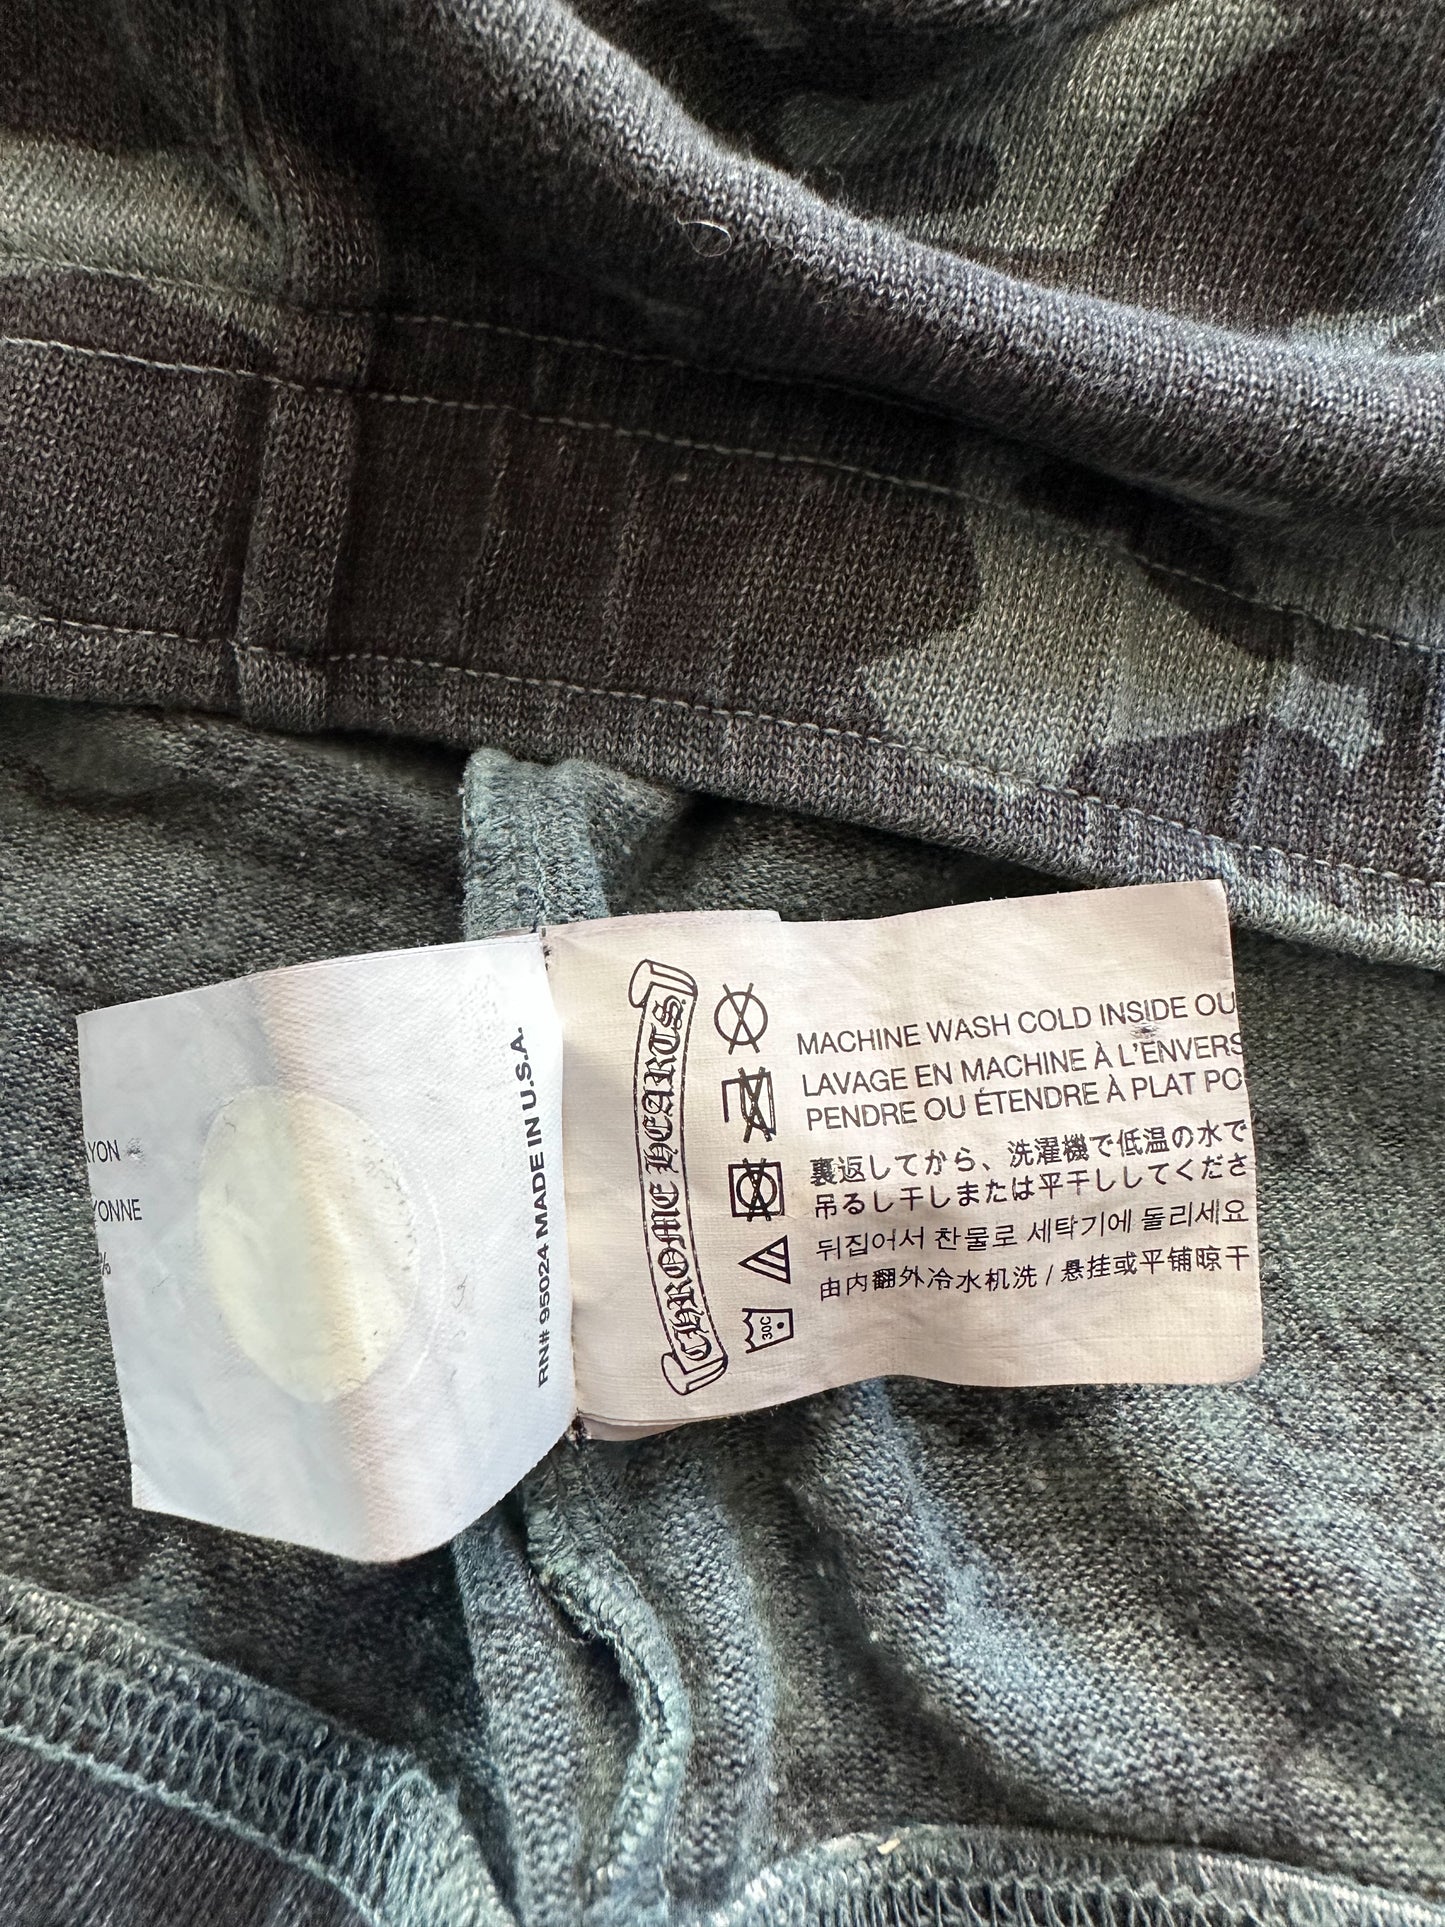 RN# 95024 MADE IN U.S.A.
CHROME HEARTS
30C
MACHINE WASH COLD INSIDE OU
LAVAGE EN MACHINE À L'ENVERS
PENDRE OU ÉTENDRE À PLAT PO
裏返してから、洗濯機で低温の水で
吊るし干しまたは平干ししてくださ
뒤집어서 찬물로 세탁기에 돌리세요
由内翻外冷水机洗 / 悬挂或平铺晾干